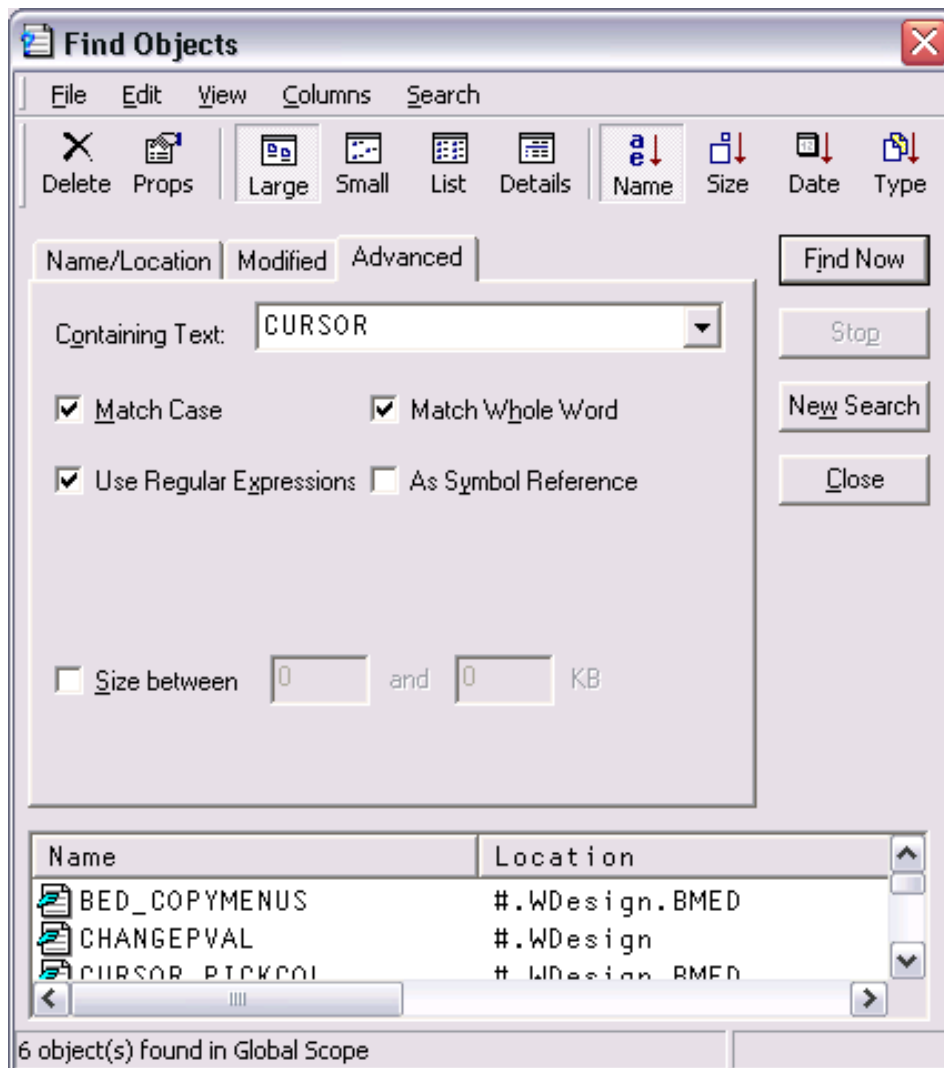 Find Objects
File Edit View Columns Search
Delete Props Large Small List Details Name Size Date Type
Name/Location Modified Advanced Find Now
Containing Text: CURSOR Stop
Match Case Match Whole Word New Search
Use Regular Expressions As Symbol Reference Close
Size between 0 and 0 KB
Name Location
BED_COPYMENUS #.WDesign.BMED
CHANGEPVAL #.WDesign
CURSOR_PICKCOL #.WDesign.BMED
6 object(s) found in Global Scope